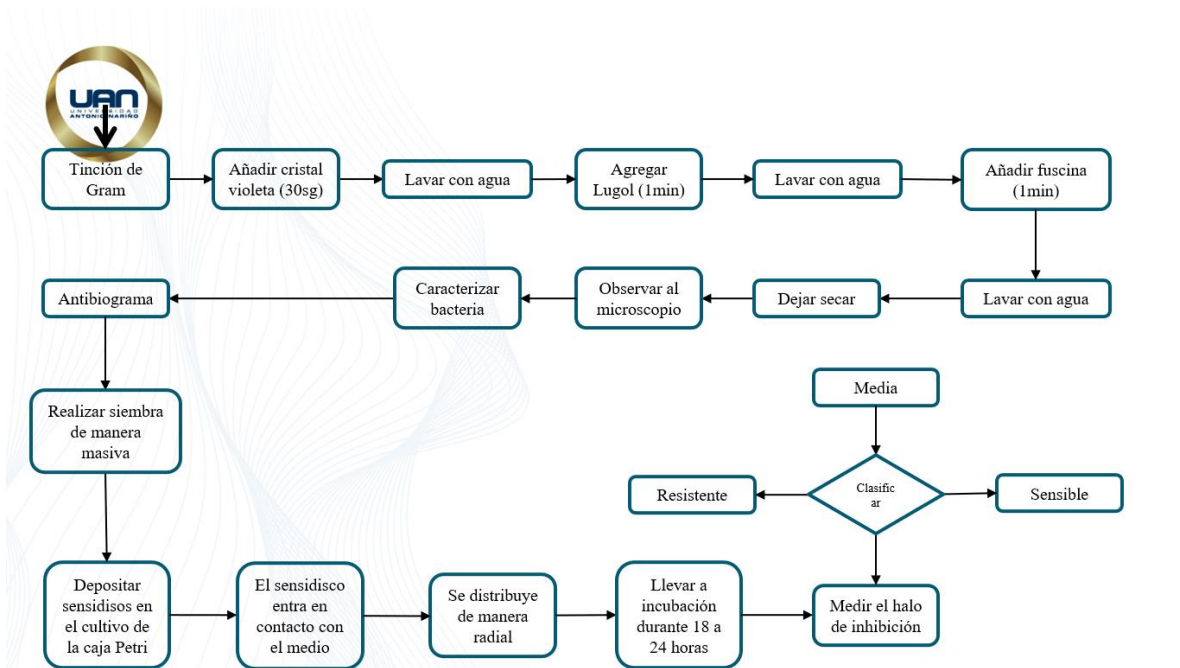 UAN
UNIVERSIDAD
ANTONIO NARIÑO
Tinción de
Gram
Añadir cristal
violeta (30sg)
Lavar con agua
Agregar
Lugol (1min)
Lavar con agua
Añadir fuscina
(1min)
Lavar con agua
Dejar secar
Observar al
microscopio
Caracterizar
bacteria
Antibiograma
Realizar siembra
de manera
masiva
Depositar
sensidisos en
el cultivo de
la caja Petri
El sensidisco
entra en
contacto con
el medio
Se distribuye
de manera
radial
Llevar a
incubación
durante 18 a
24 horas
Medir el halo
de inhibición
Media
Clasific
ar
Resistente
Sensible